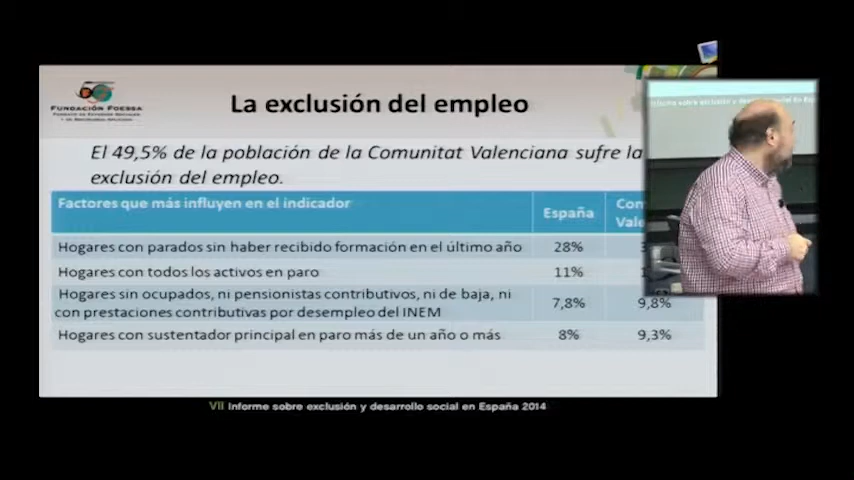 FUNDACIÓN FOESSA
La exclusión del empleo
El 49,5% de la población de la Comunitat Valenciana sufre la
exclusión del empleo.
Factores que más influyen en el indicador
España
Hogares con parados sin haber recibido formación en el último año 28%
Hogares con todos los activos en paro 11%
Hogares sin ocupados, ni pensionistas contributivos, ni de baja, ni
con prestaciones contributivas por desempleo del INEM 7,8% 9,8%
Hogares con sustentador principal en paro más de un año o más 8% 9,3%
VII Informe sobre exclusión y desarrollo social en España 2014